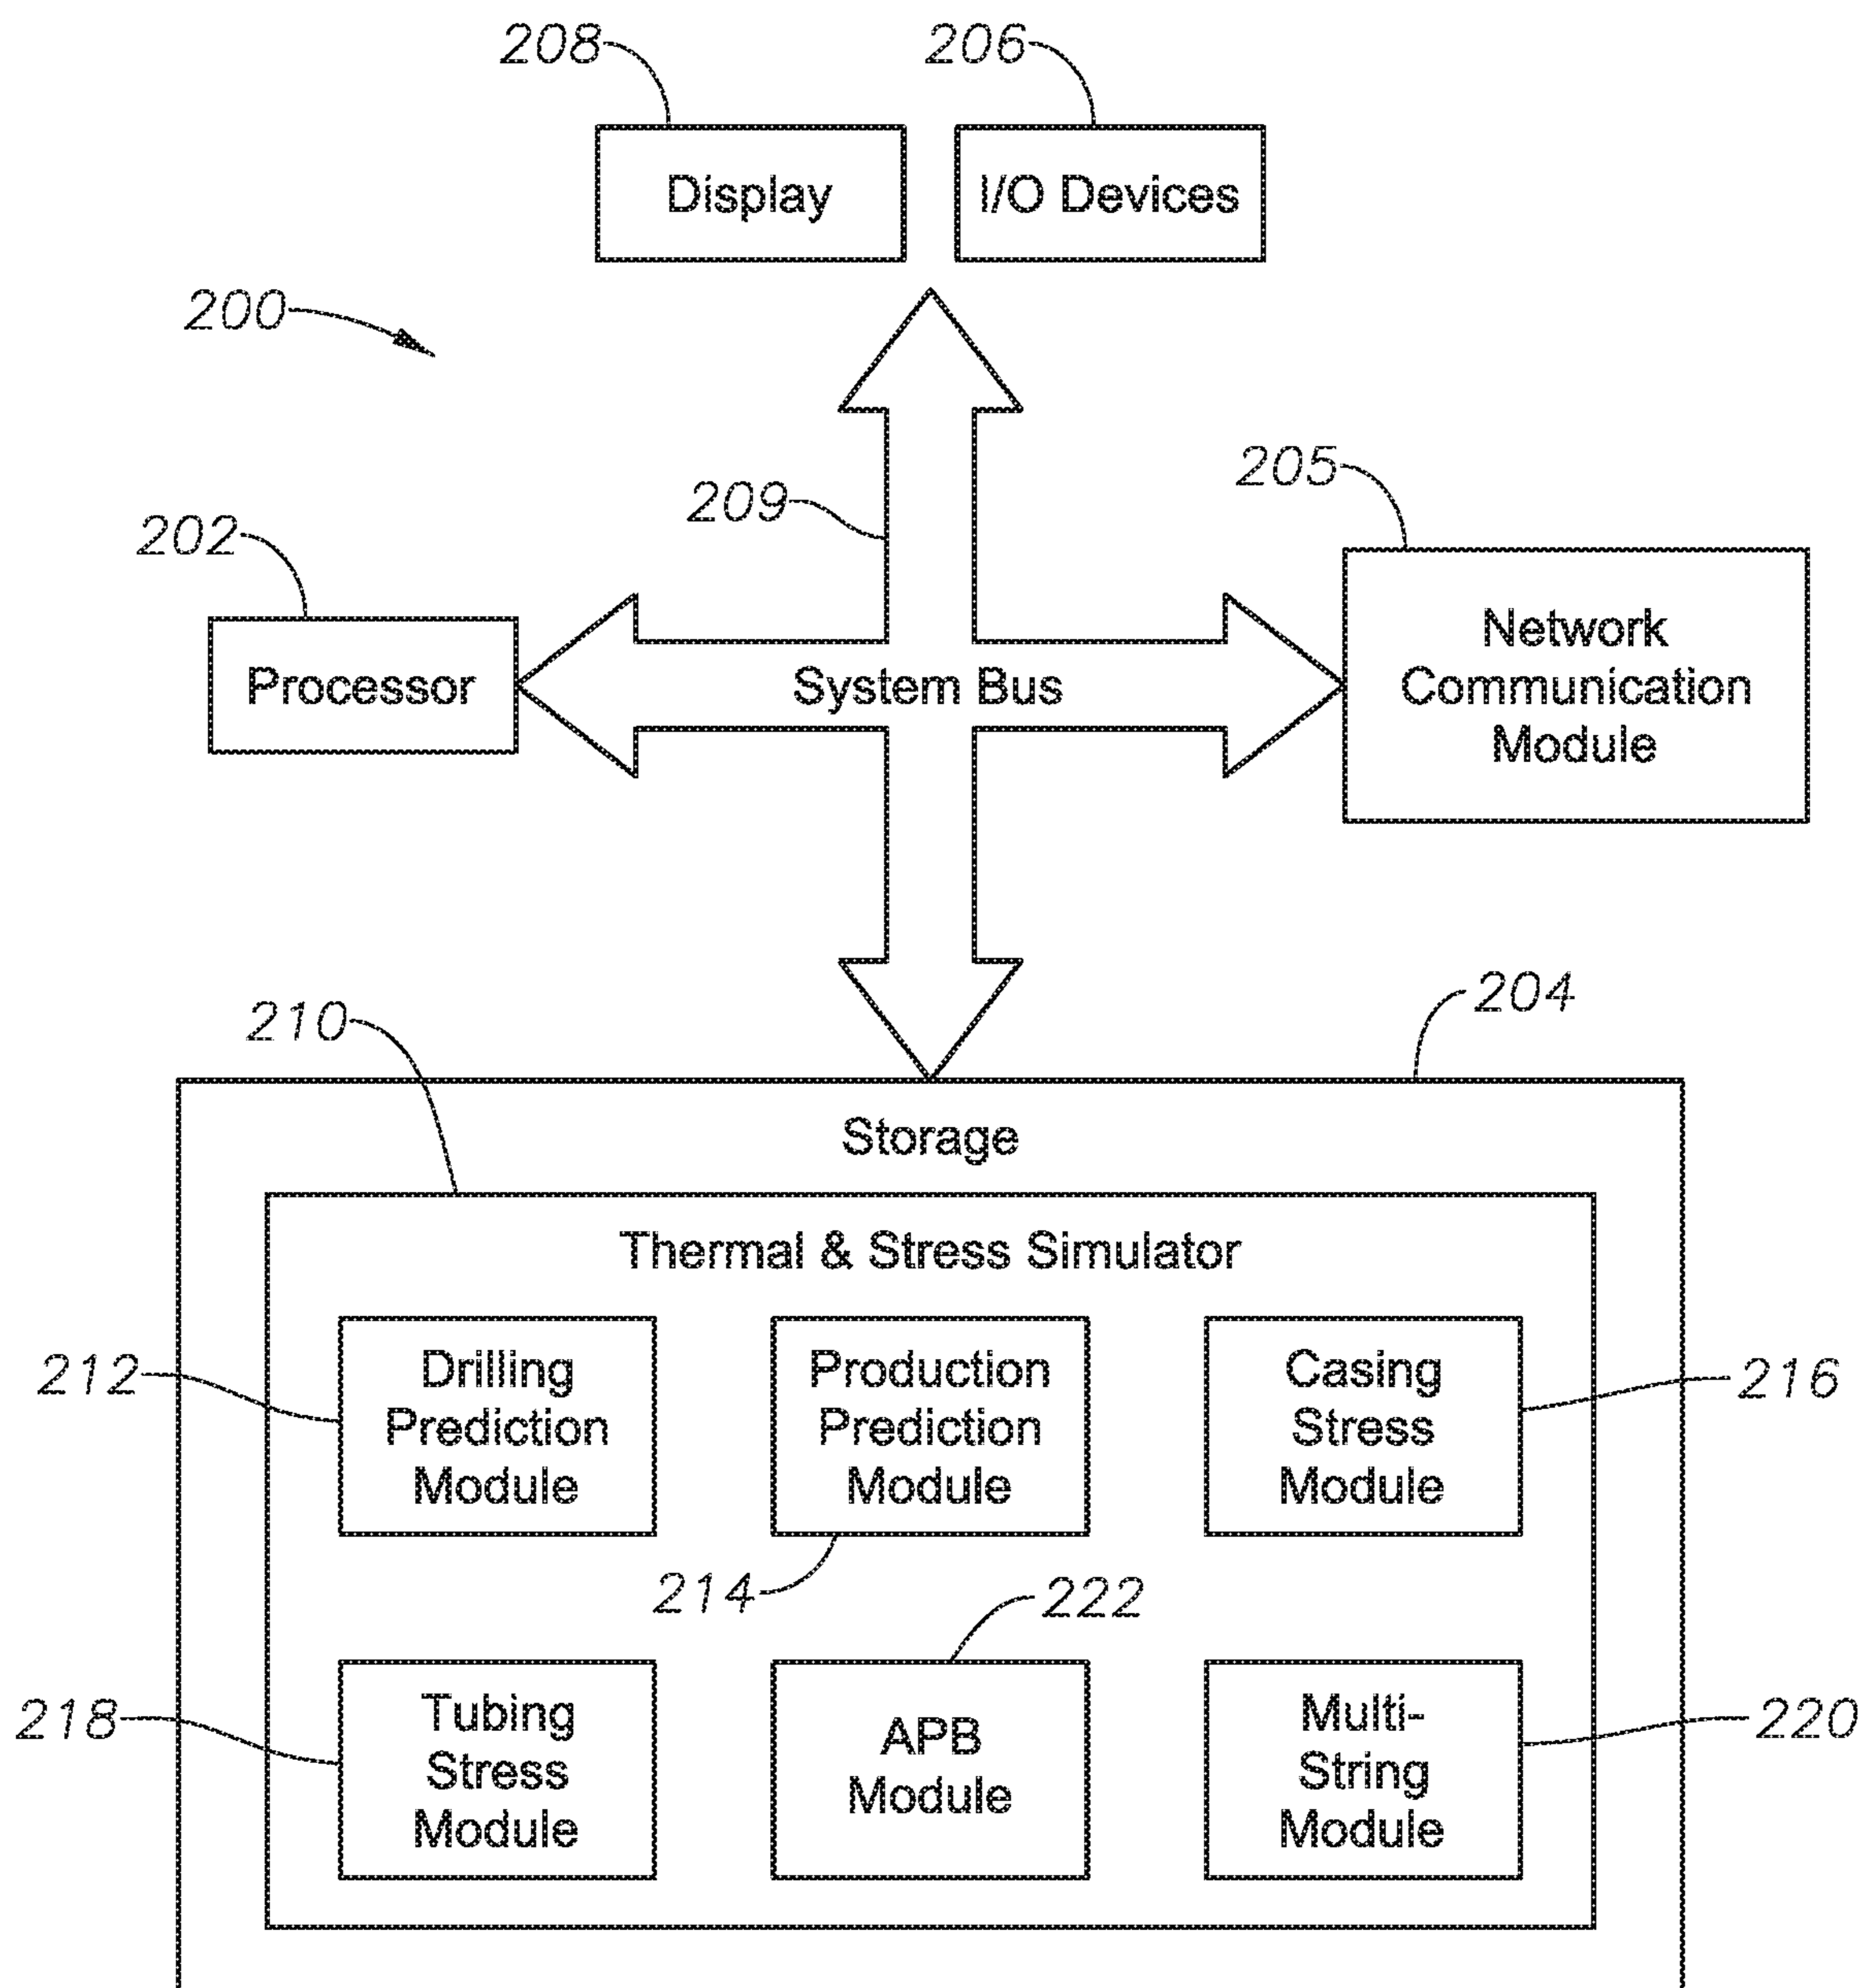 208
206
Display
I/O Devices
200
209
205
202
Network
Communication
Module
Processor
System Bus
204
210
Storage
Thermal & Stress Simulator
212
Drilling
Prediction
Module
Production
Prediction
Module
Casing
Stress
Module
216
214
222
218
Tubing
Stress
Module
APB
Module
Multi-
String
Module
220